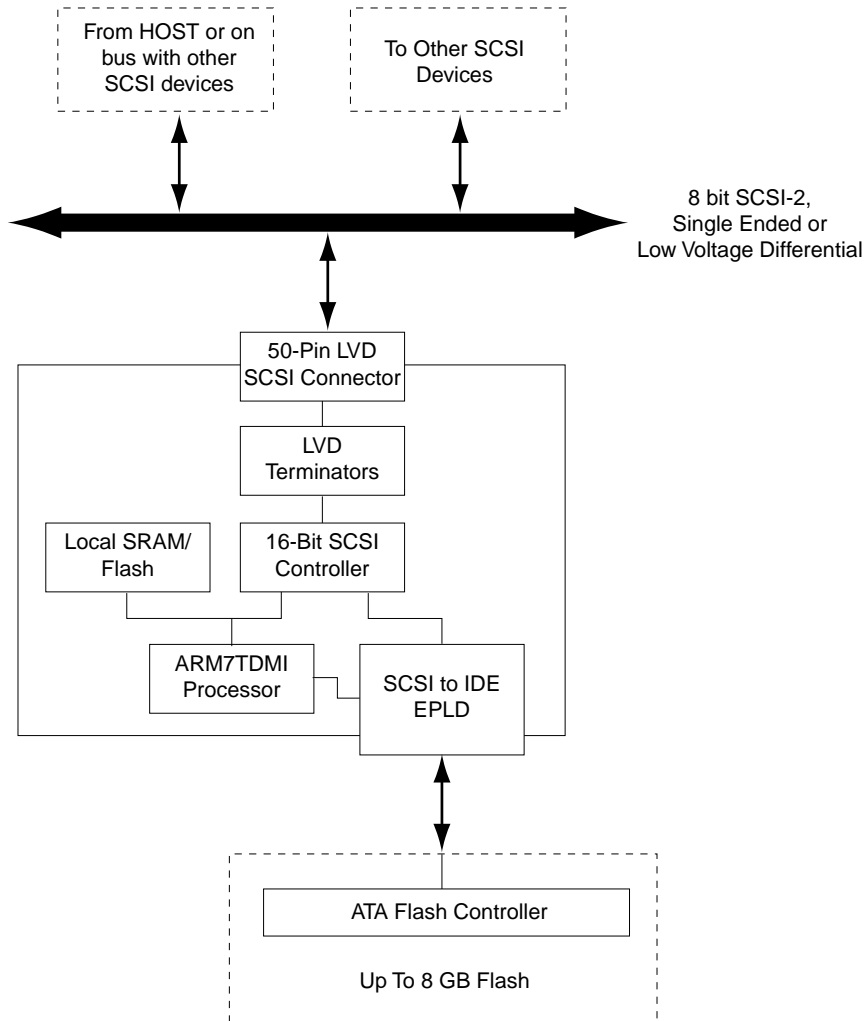 From HOST or on
bus with other
SCSI devices
To Other SCSI
Devices
8 bit SCSI-2,
Single Ended or
Low Voltage Differential
50-Pin LVD
SCSI Connector
LVD
Terminators
Local SRAM/
Flash
16-Bit SCSI
Controller
ARM7TDMI
Processor
SCSI to IDE
EPLD
ATA Flash Controller
Up To 8 GB Flash